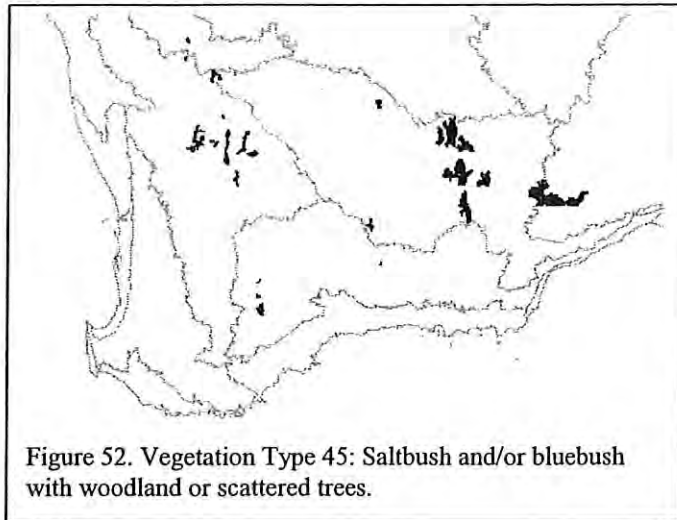 Figure 52. Vegetation Type 45: Saltbush and/or bluebush
with woodland or scattered trees.